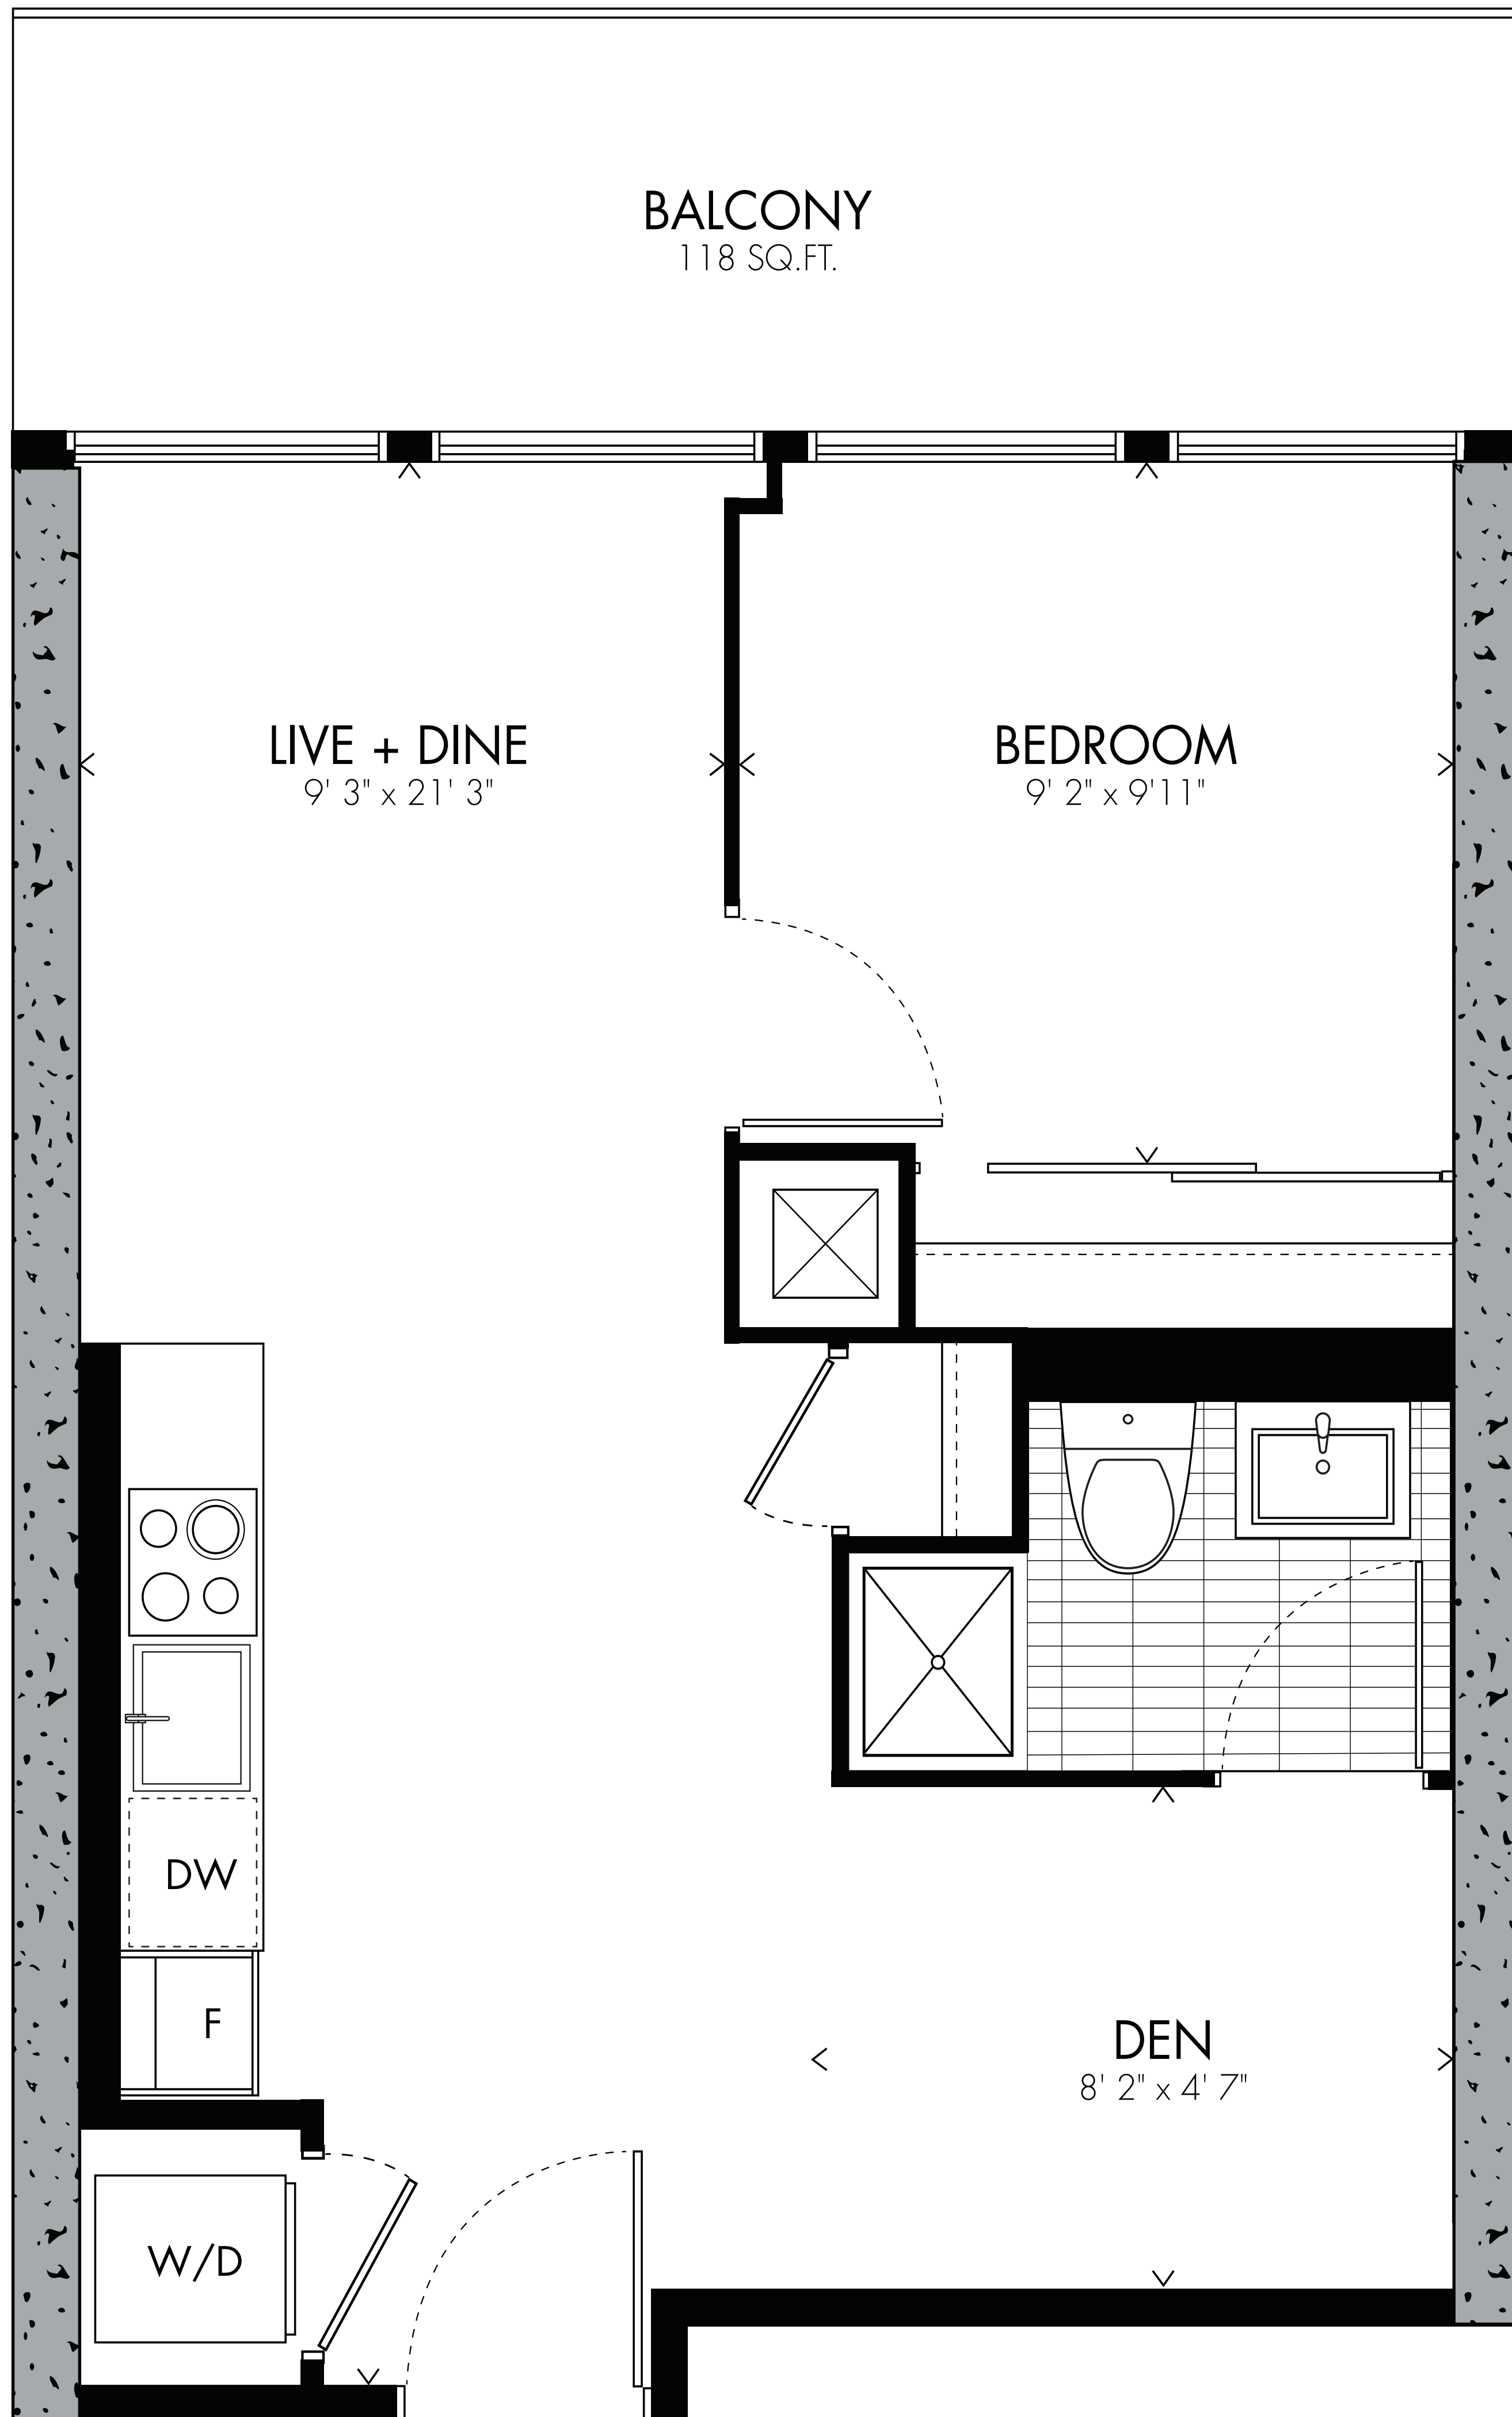 BALCONY
118 SQ.FT.
LIVE + DINE
9' 3" x 21' 3"
BEDROOM
9' 2" x 9'11"
DW
F
DEN
8' 2" x 4' 7"
W/D